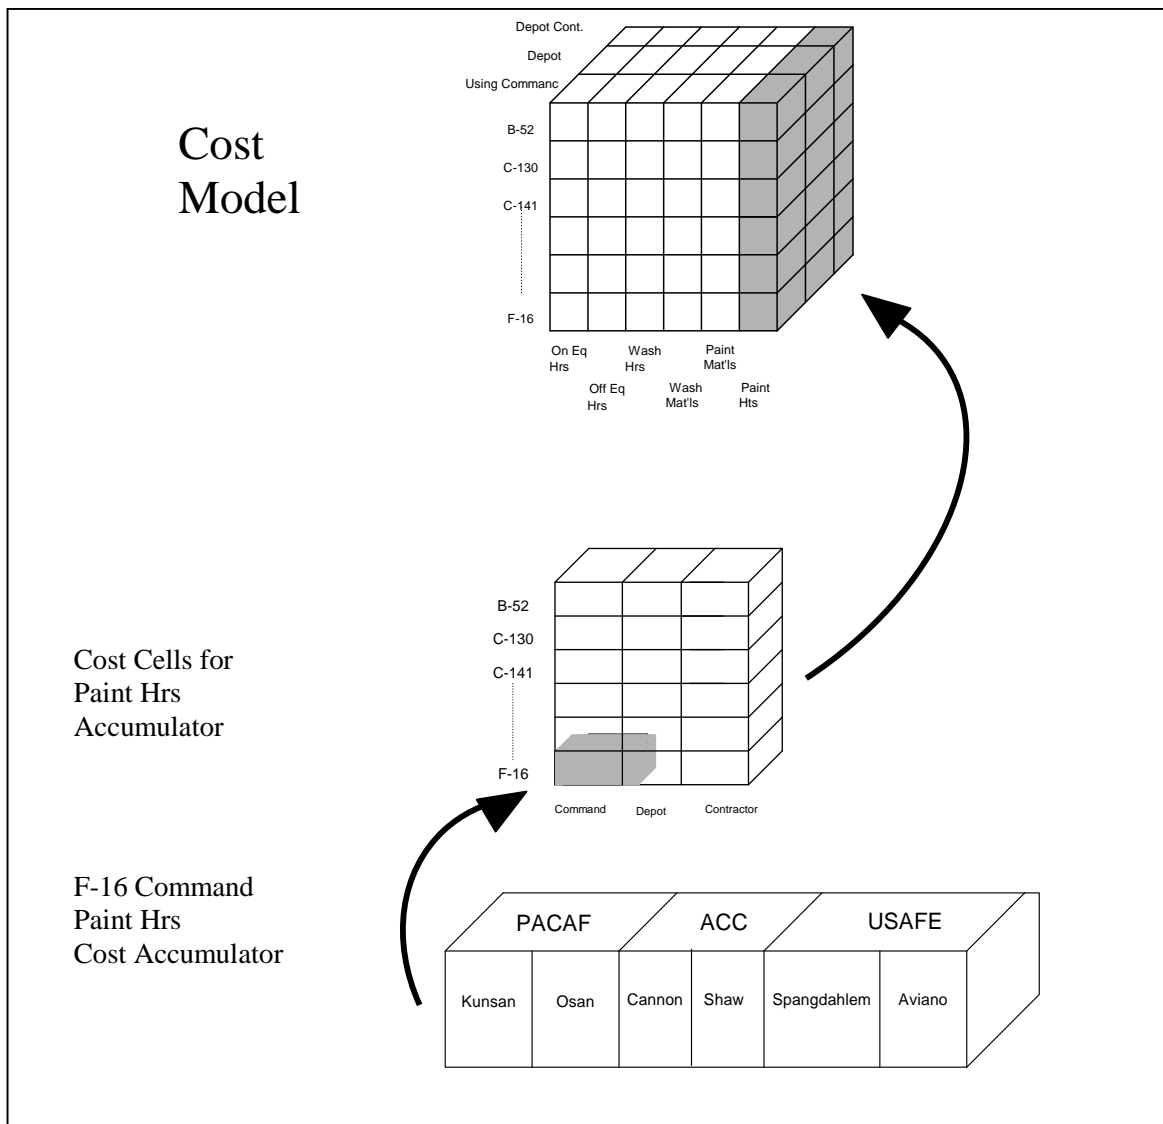 Depot Cont.
Depot
Using Commanc
Cost
Model
B-52
C-130
C-141
F-16
On Eq
Hrs
Wash
Hrs
Paint
Mat'ls
Off Eq
Hrs
Wash
Mat'ls
Paint
Hts
Cost Cells for
Paint Hrs
Accumulator
B-52
C-130
C-141
F-16
Command Depot Contractor
F-16 Command
Paint Hrs
Cost Accumulator
PACAF ACC USAFE
Kunsan Osan Cannon Shaw Spangdahlem Aviano